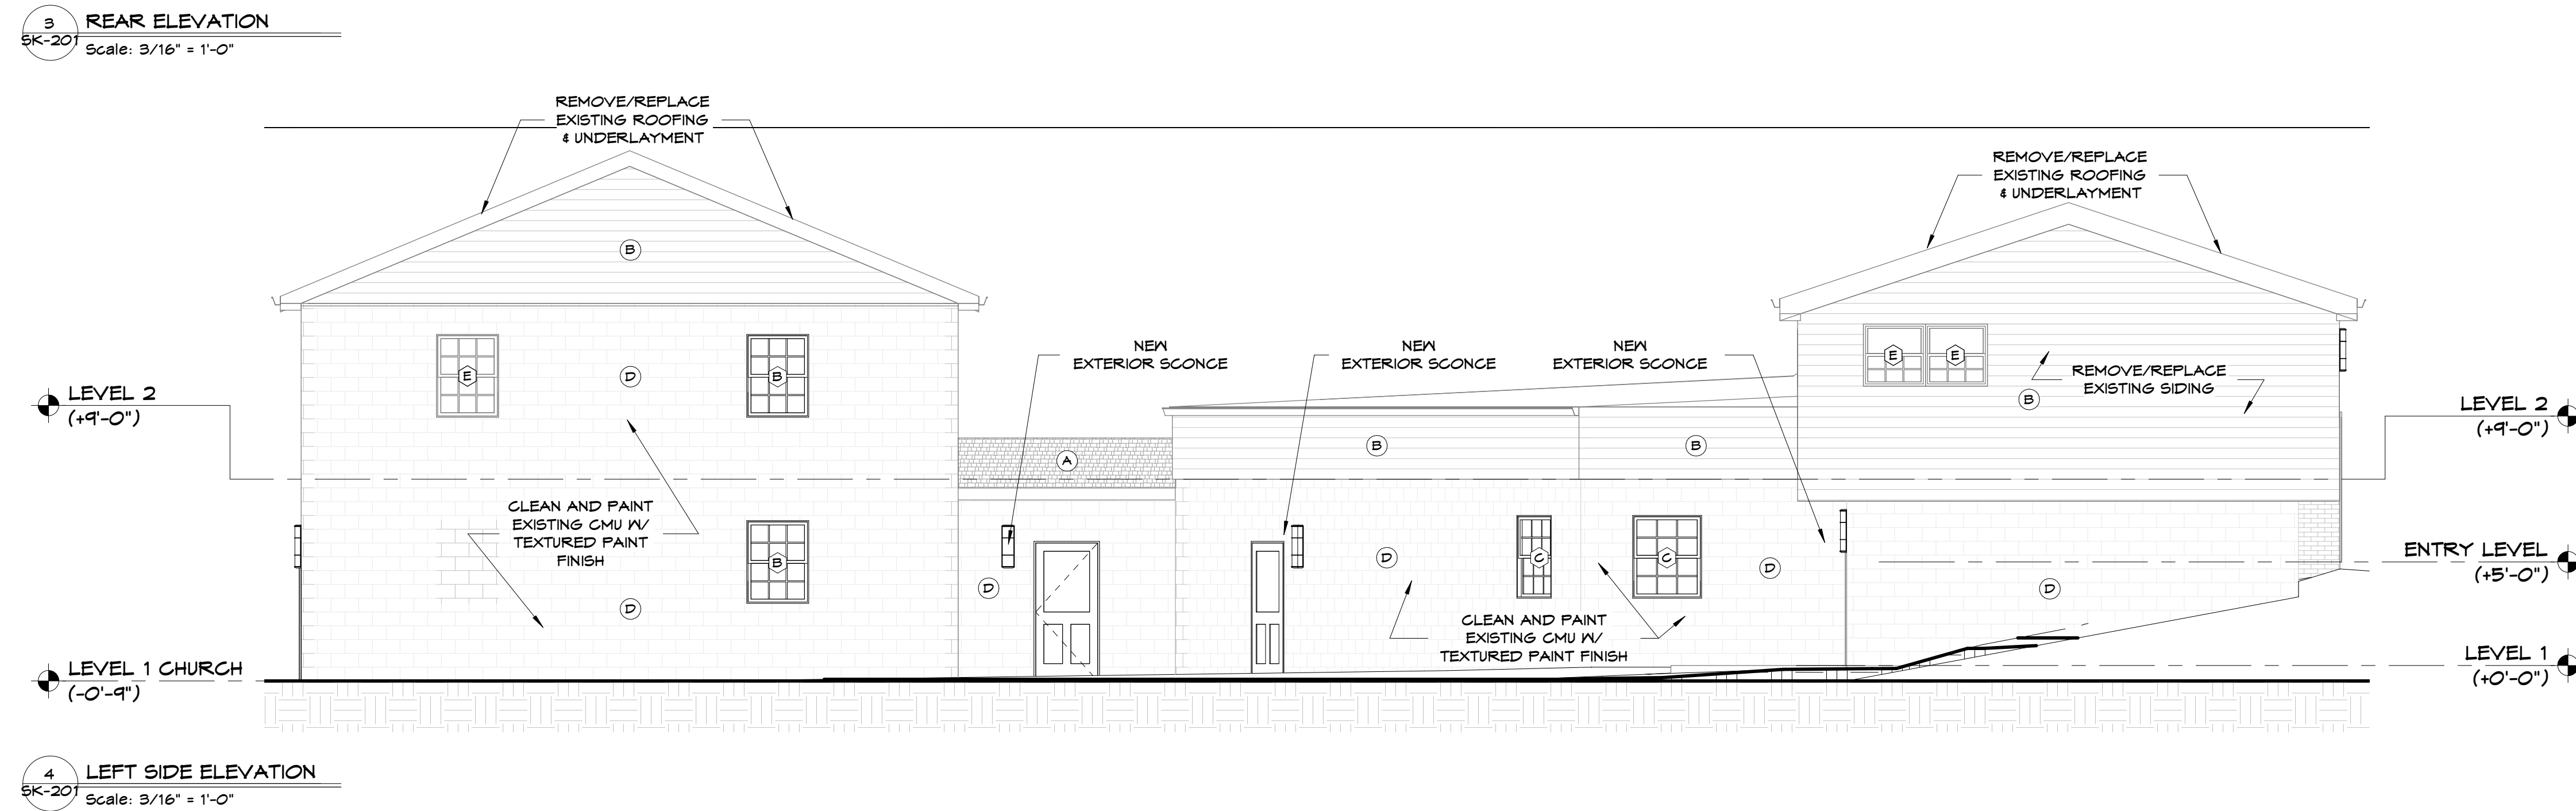 3
SK-201
REAR ELEVATION
Scale: 3/16" = 1'-0"
REMOVE/REPLACE
EXISTING ROOFING
& UNDERLAYMENT
REMOVE/REPLACE
EXISTING ROOFING
& UNDERLAYMENT
B
NEW
EXTERIOR SCONCE
NEW
EXTERIOR SCONCE
NEW
EXTERIOR SCONCE
E
D
B
E
E
REMOVE/REPLACE
EXISTING SIDING
B
LEVEL 2
(+9'-0")
LEVEL 2
(+9'-0")
A
B
B
CLEAN AND PAINT
EXISTING CMU W/
TEXTURED PAINT
FINISH
B
D
D
D
C
C
D
D
ENTRY LEVEL
(+5'-0")
CLEAN AND PAINT
EXISTING CMU W/
TEXTURED PAINT FINISH
LEVEL 1 CHURCH
(-0'-9")
LEVEL 1
(+0'-0")
4
SK-201
LEFT SIDE ELEVATION
Scale: 3/16" = 1'-0"